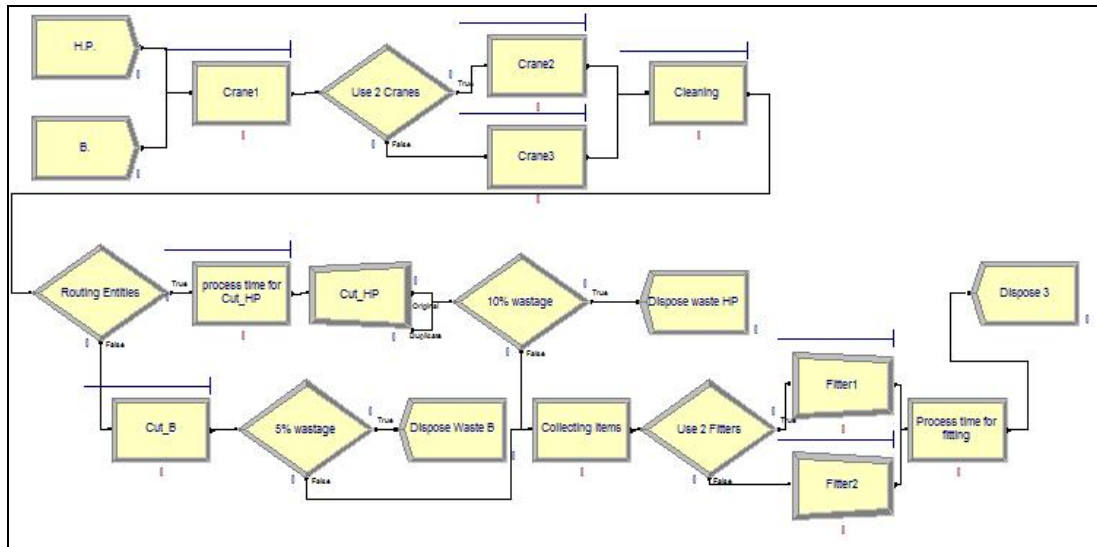 H.P.
B.
Crane1
Use 2 Cranes
True
False
Crane2
Crane3
Cleaning
Routing Entities
True
False
process time for
Cut_HP
Cut_HP
Original
Duplicate
10% wastage
True
False
Dispose waste HP
Cut_B
5% wastage
True
False
Dispose Waste B
Collecting Items
Use 2 Fitters
True
False
Fitter1
Fitter2
Process time for
fitting
Dispose 3